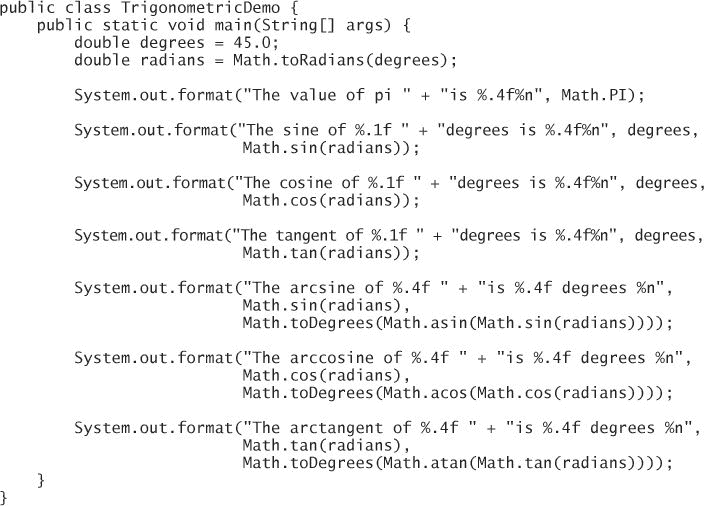 public class TrigonometricDemo {
    public static void main(String[] args) {
        double degrees = 45.0;
        double radians = Math.toRadians(degrees);

        System.out.format("The value of pi " + "is %.4f%n", Math.PI);

        System.out.format("The sine of %.1f " + "degrees is %.4f%n", degrees,
                          Math.sin(radians));

        System.out.format("The cosine of %.1f " + "degrees is %.4f%n", degrees,
                          Math.cos(radians));

        System.out.format("The tangent of %.1f " + "degrees is %.4f%n", degrees,
                          Math.tan(radians));

        System.out.format("The arcsine of %.4f " + "is %.4f degrees %n",
                          Math.sin(radians),
                          Math.toDegrees(Math.asin(Math.sin(radians))));

        System.out.format("The arccosine of %.4f " + "is %.4f degrees %n",
                          Math.cos(radians),
                          Math.toDegrees(Math.acos(Math.cos(radians))));

        System.out.format("The arctangent of %.4f " + "is %.4f degrees %n",
                          Math.tan(radians),
                          Math.toDegrees(Math.atan(Math.tan(radians))));
    }
}